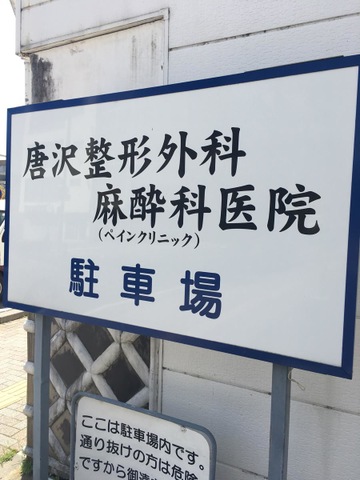 唐沢整形外科
麻酔科医院
(ペインクリニック)
駐車場
ここは駐車場内です。
通り抜けの方は危険
ですから御遠